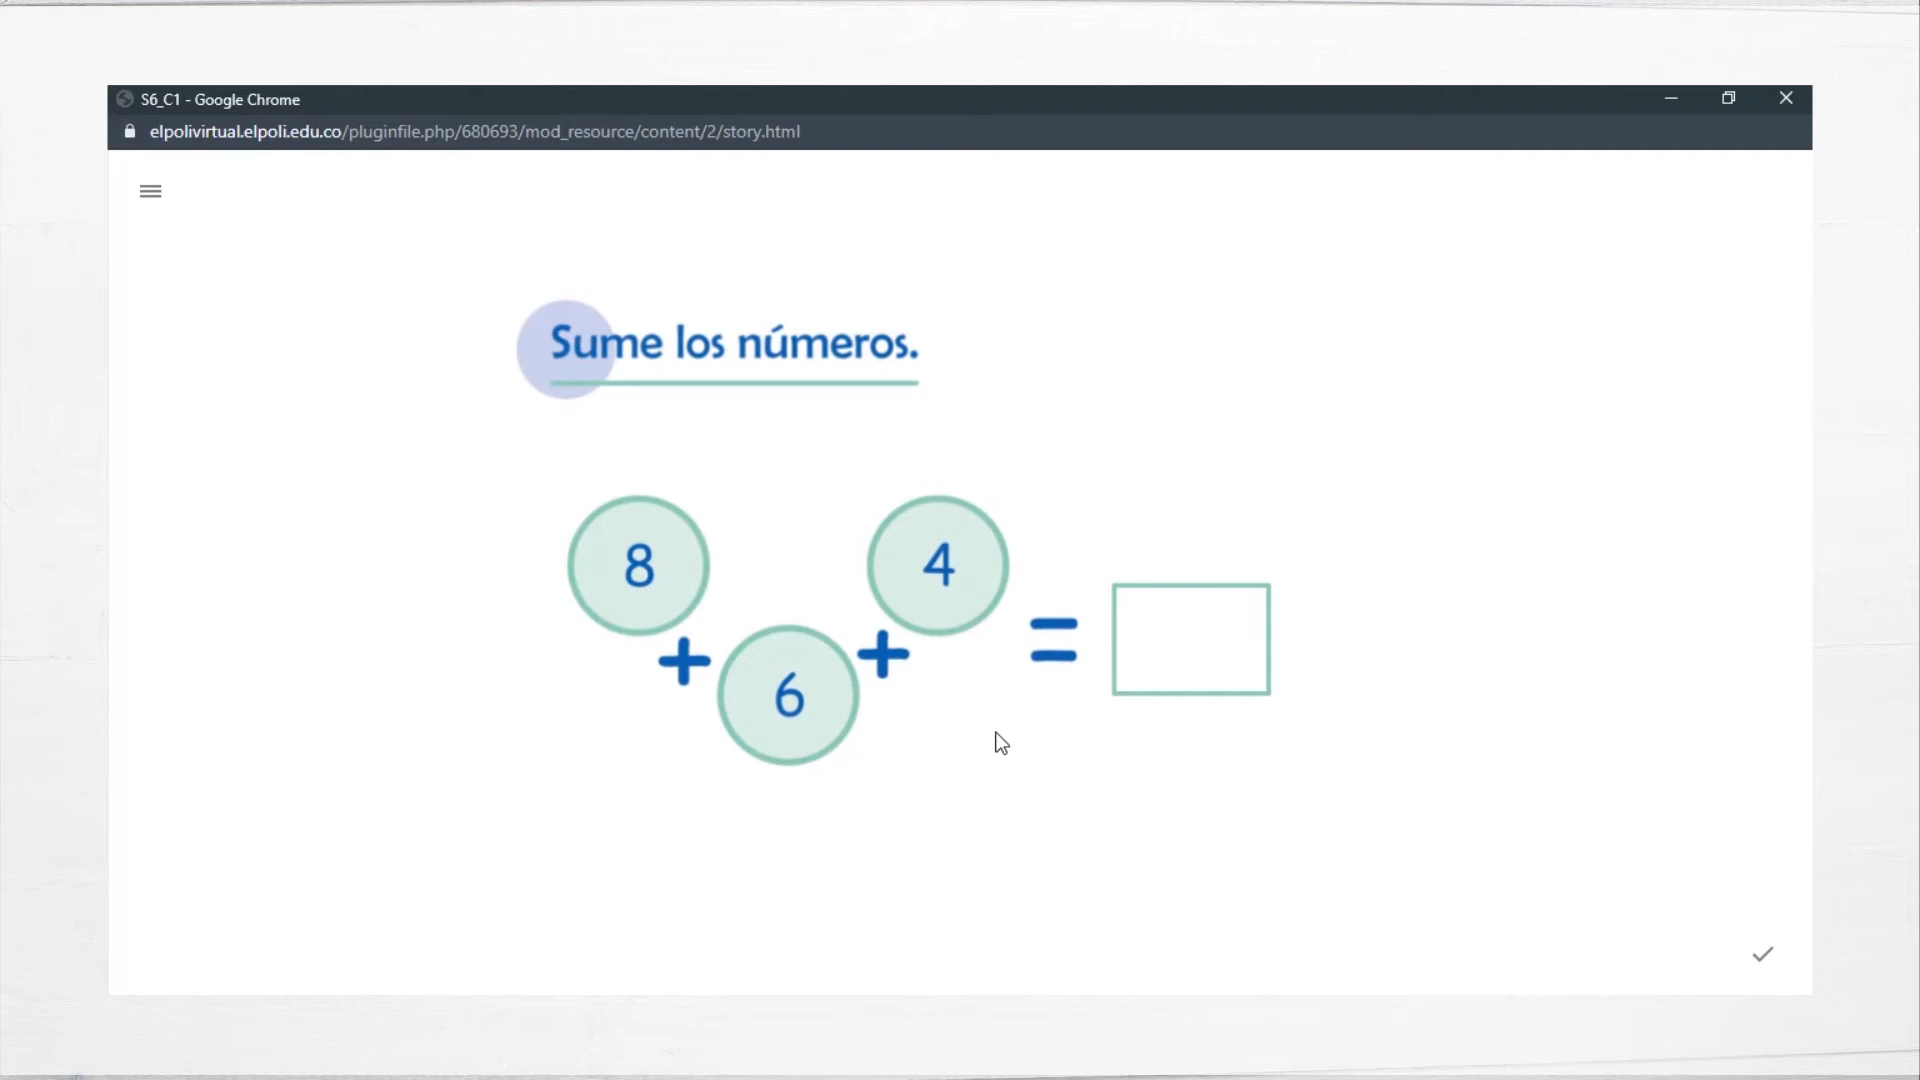 S6_C1 - Google Chrome
elpolivirtual.elpoli.edu.co/pluginfile.php/680693/mod_resource/content/2/story.html
Sume los números.
8 + 6 + 4 =